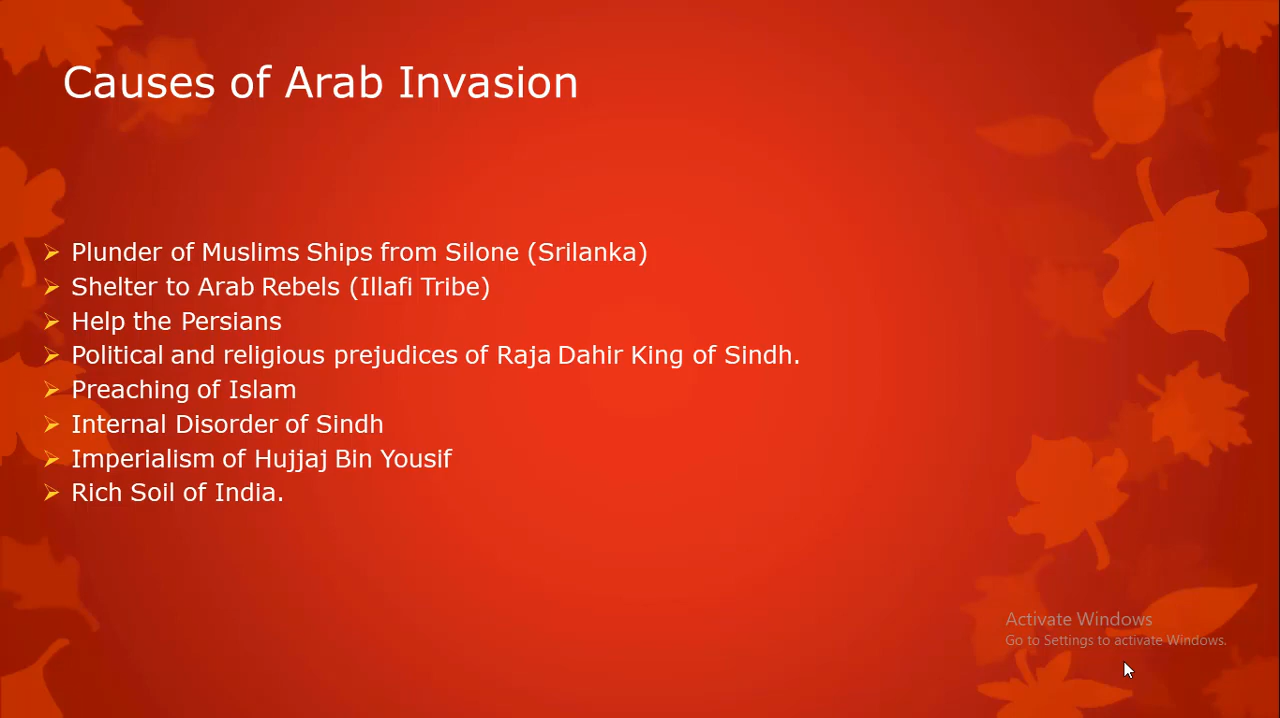 Causes of Arab Invasion
Plunder of Muslims Ships from Silone (Srilanka)
Shelter to Arab Rebels (Illafi Tribe)
Help the Persians
Political and religious prejudices of Raja Dahir King of Sindh.
Preaching of Islam
Internal Disorder of Sindh
Imperialism of Hujjaj Bin Yousif
Rich Soil of India.
Activate Windows
Go to Settings to activate Windows.